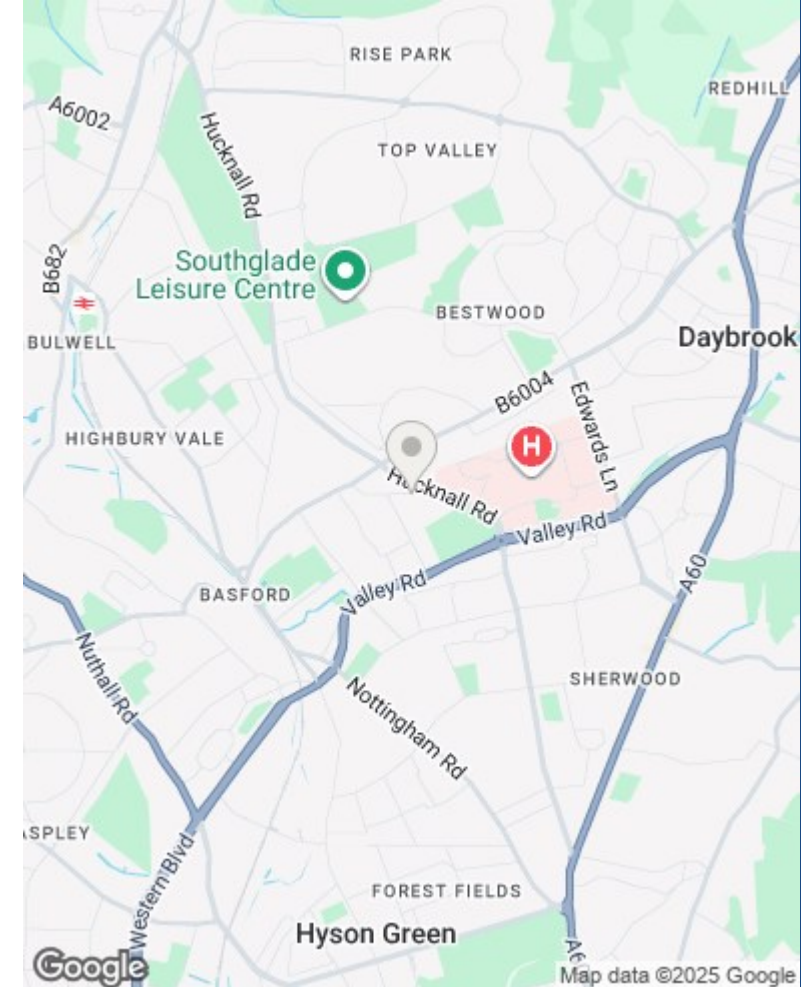 RISE PARK
REDHILL
A6002
Hucknall Rd
TOP VALLEY
B682
Southglade
Leisure Centre
BESTWOOD
BULWELL
Daybrook
B6004
Edwards Ln
HIGHBURY VALE
H
Hucknall Rd
Valley Rd
A60
BASFORD
Valley Rd
Nuthall Rd
SHERWOOD
Nottingham Rd
ASPLEY
Western Blvd
FOREST FIELDS
Hyson Green
A6
Google
Map data ©2025 Google